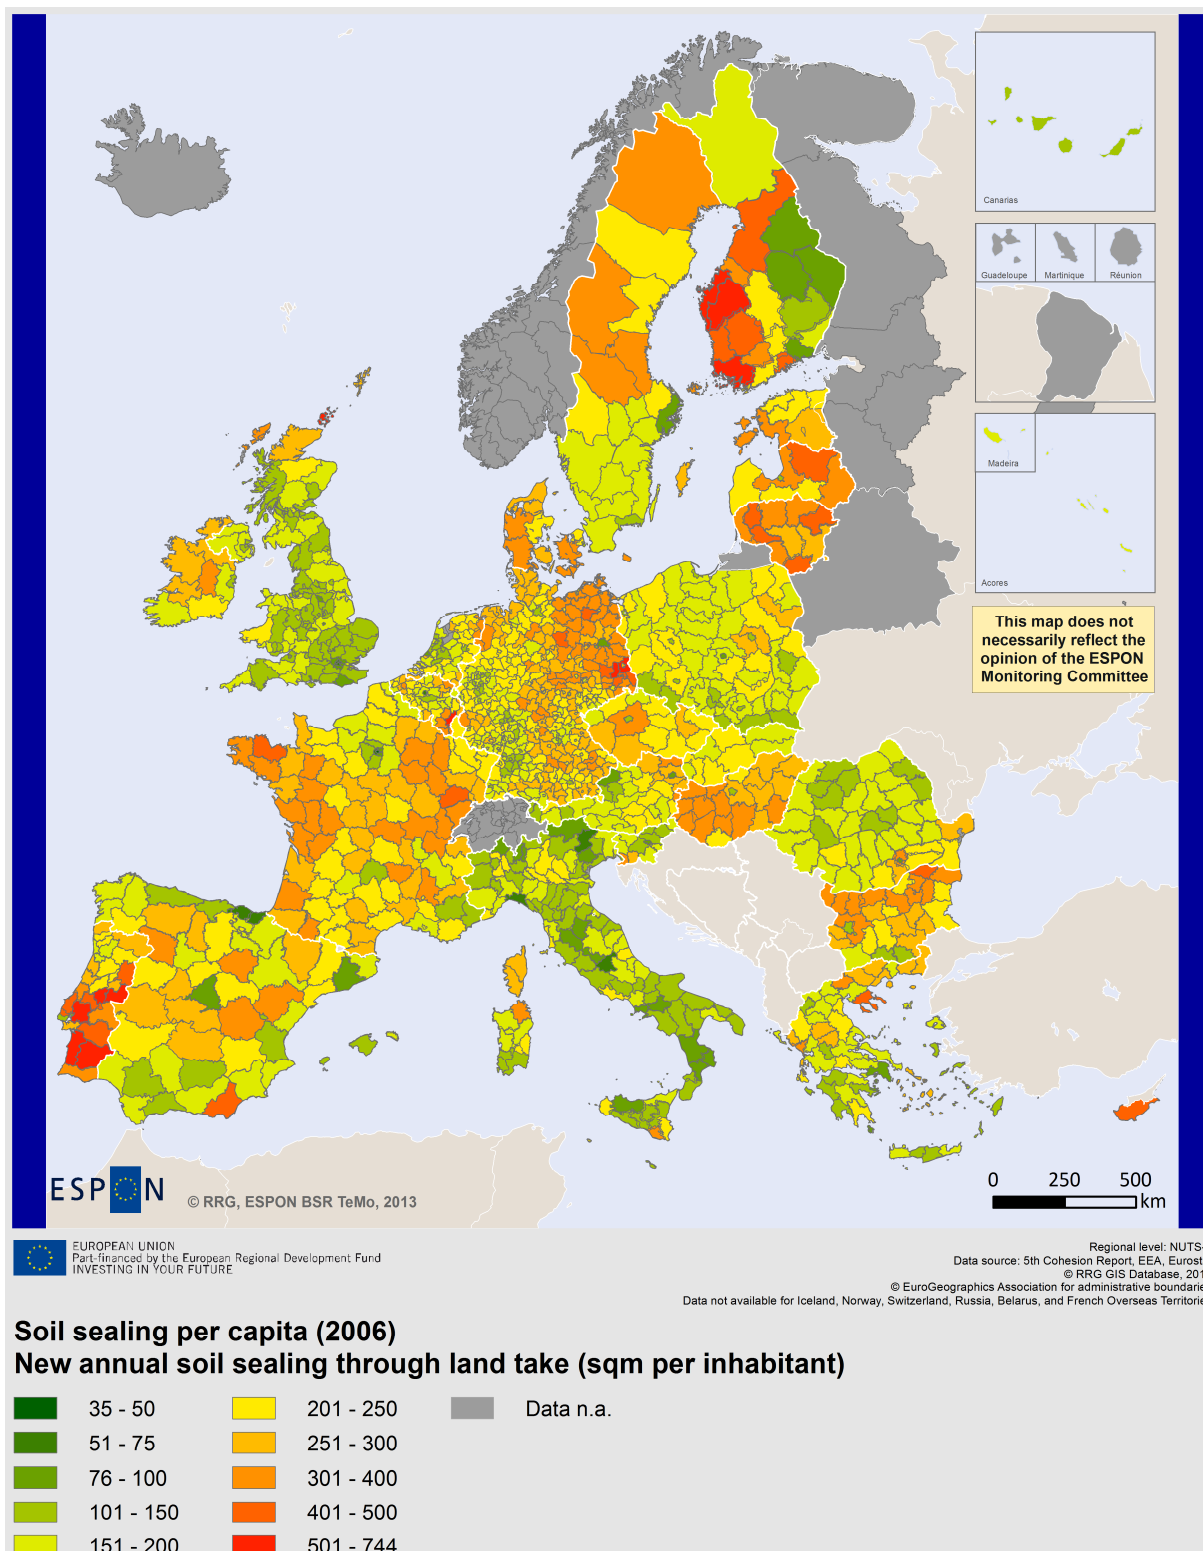 Canarias
Guadeloupe
Martinique
Réunion
Madeira
Acores
This map does not
necessarily reflect the
opinion of the ESPON
Monitoring Committee
ESPON
© RRG, ESPON BSR TeMo, 2013
0 250 500
km
EUROPEAN UNION
Part-financed by the European Regional Development Fund
INVESTING IN YOUR FUTURE
Regional level: NUTS-
Data source: 5th Cohesion Report, EEA, Eurost
© RRG GIS Database, 201
© EuroGeographics Association for administrative boundarie
Data not available for Iceland, Norway, Switzerland, Russia, Belarus, and French Overseas Territorie
Soil sealing per capita (2006)
New annual soil sealing through land take (sqm per inhabitant)
35 - 50
51 - 75
76 - 100
101 - 150
151 - 200
201 - 250
251 - 300
301 - 400
401 - 500
501 - 744
Data n.a.